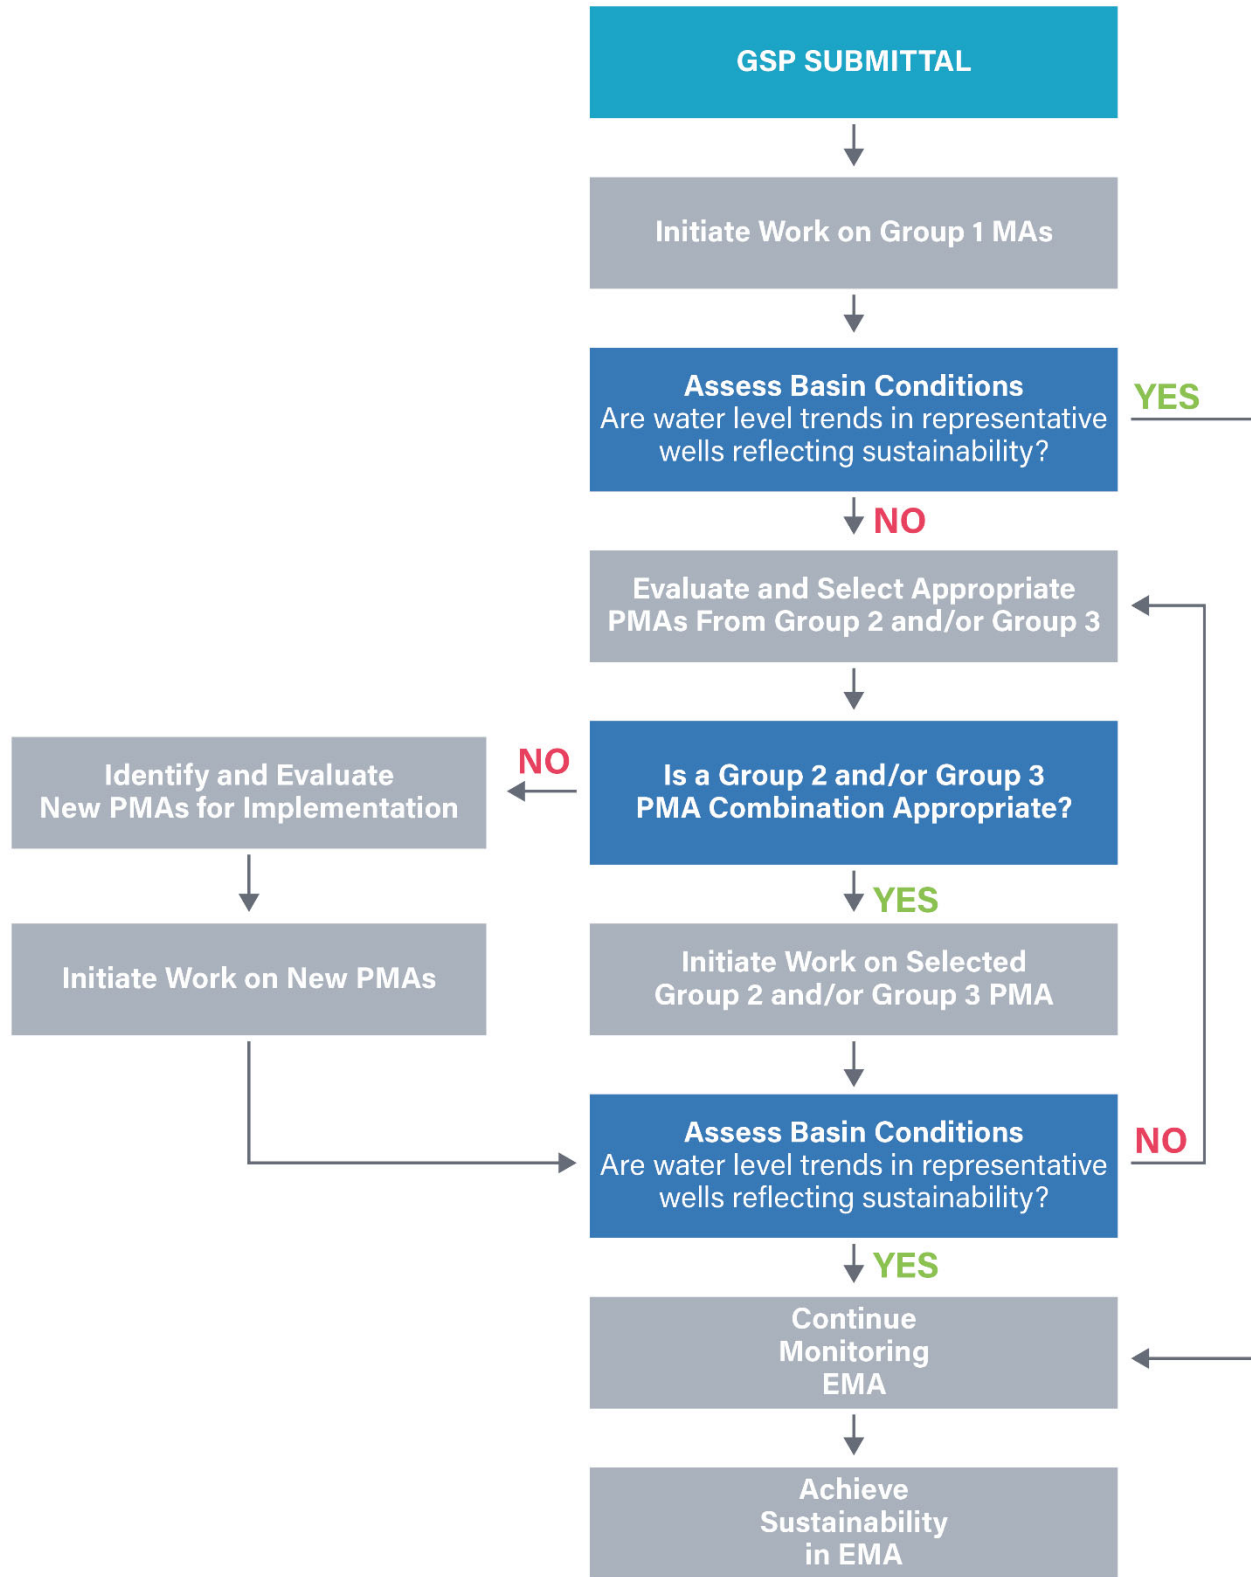 GSP SUBMITTAL
Initiate Work on Group 1 MAs
Assess Basin Conditions
Are water level trends in representative
wells reflecting sustainability?
YES
NO
Evaluate and Select Appropriate
PMAs From Group 2 and/or Group 3
Is a Group 2 and/or Group 3
PMA Combination Appropriate?
NO
Identify and Evaluate
New PMAs for Implementation
Initiate Work on New PMAs
YES
Initiate Work on Selected
Group 2 and/or Group 3 PMA
Assess Basin Conditions
Are water level trends in representative
wells reflecting sustainability?
NO
YES
Continue
Monitoring
EMA
Achieve
Sustainability
in EMA